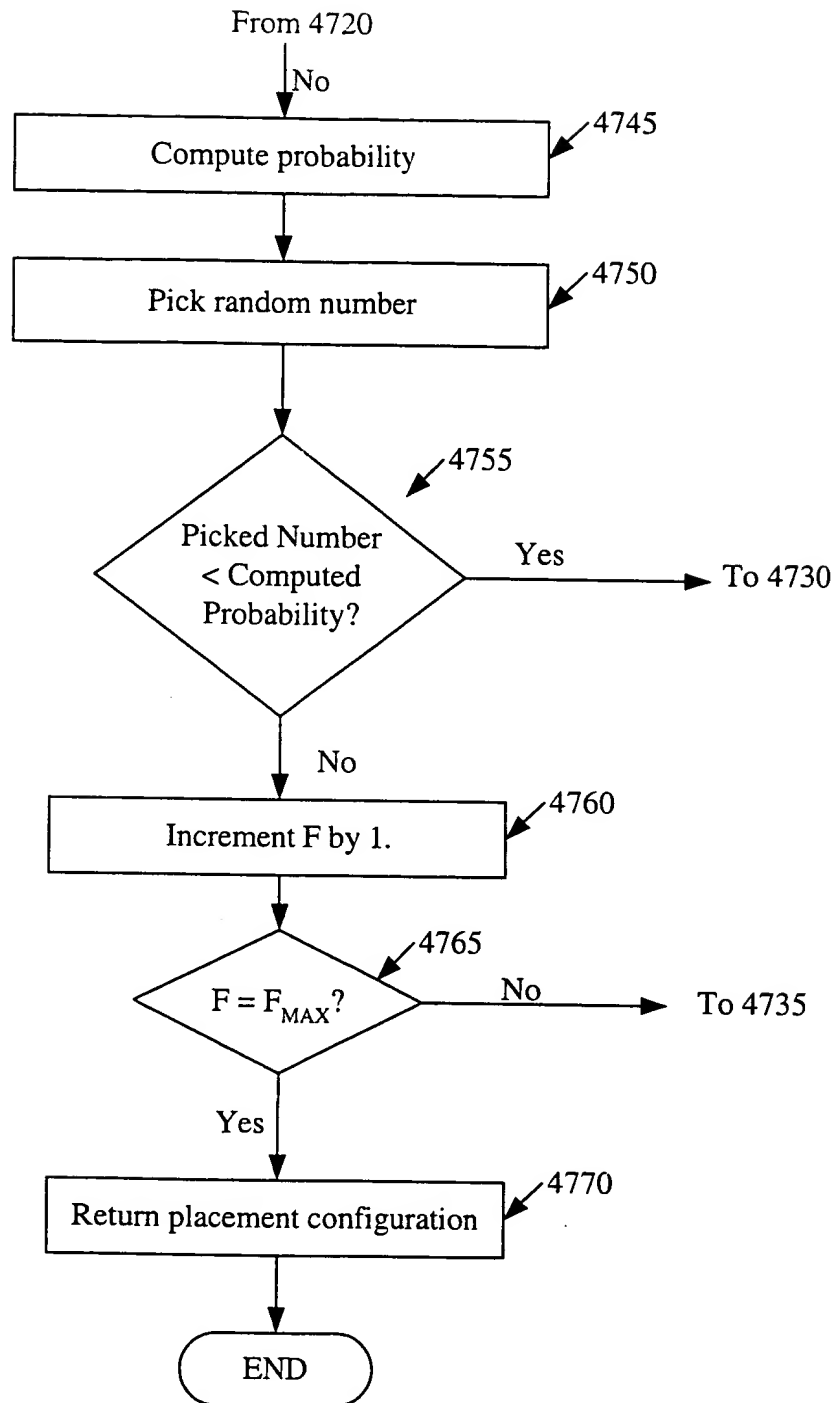 From 4720
No
4745
Compute probability
4750
Pick random number
4755
Picked Number
< Computed
Probability?
Yes
To 4730
No
4760
Increment F by 1.
4765
F = FMAX?
No
To 4735
Yes
4770
Return placement configuration
END